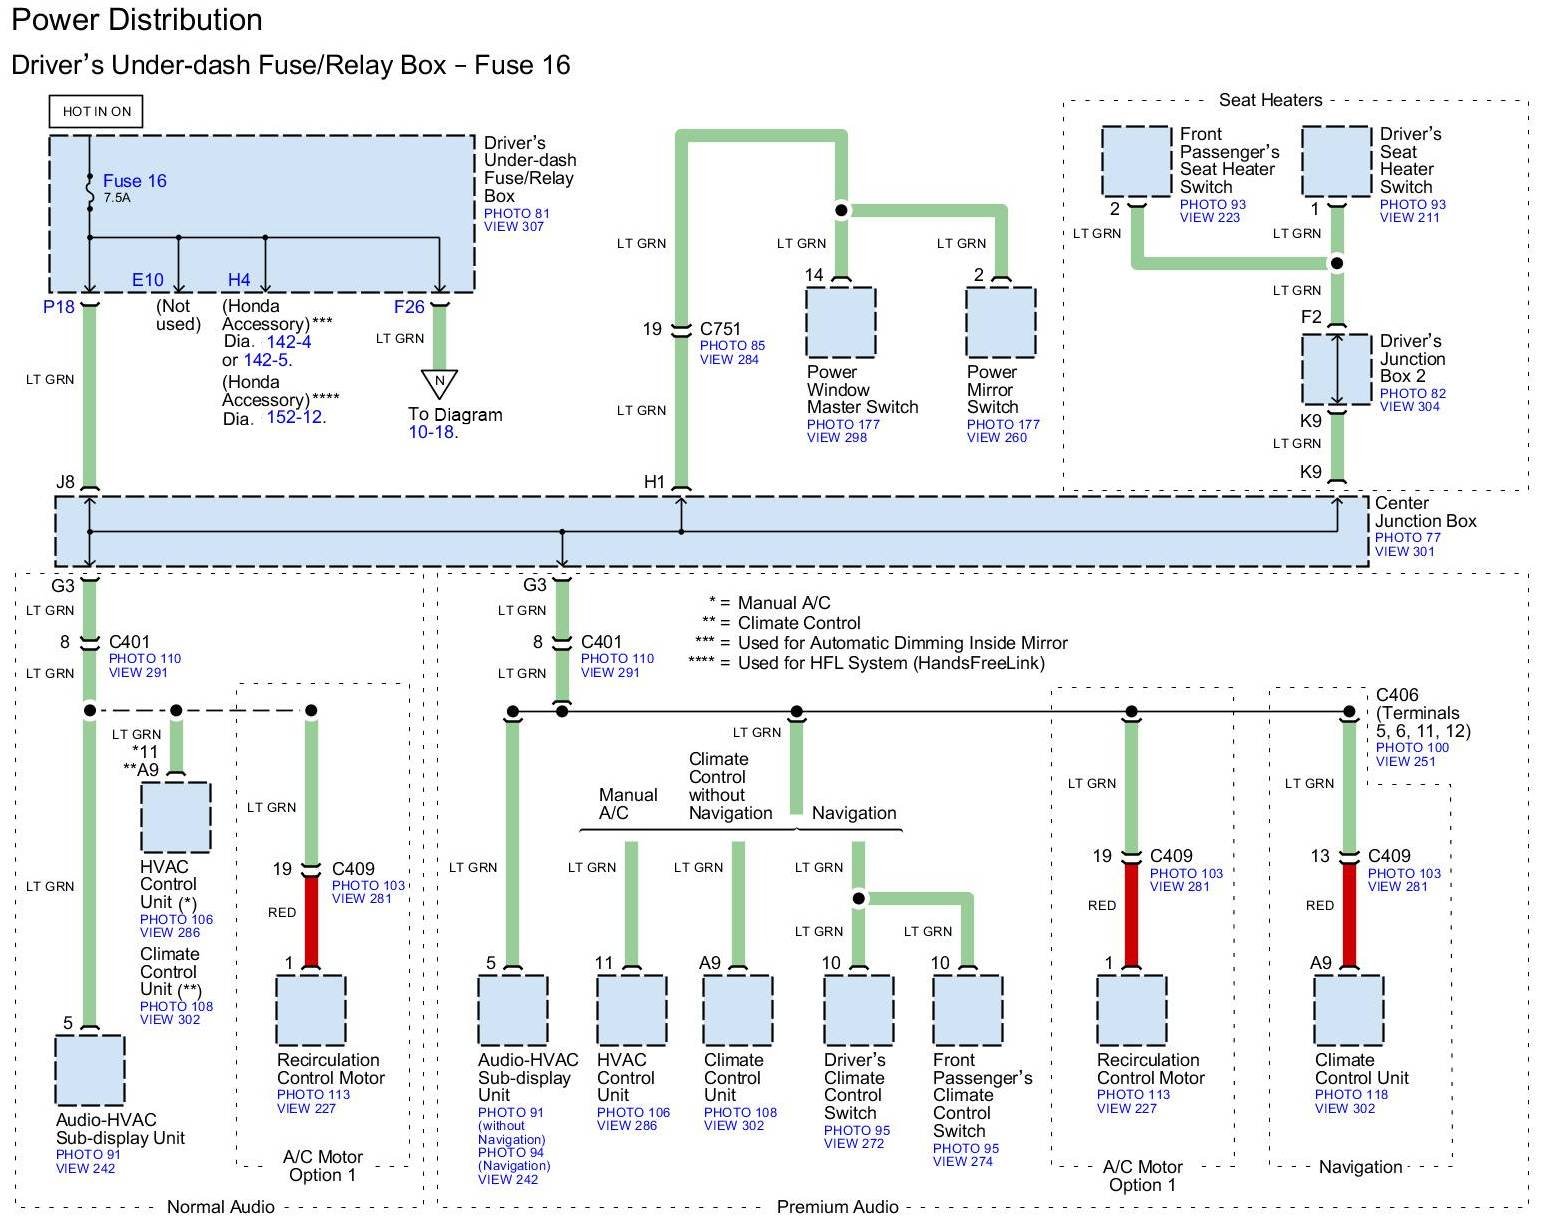 Power Distribution
Driver's Under-dash Fuse/Relay Box – Fuse 16
HOT IN ON
Fuse 16
7.5A
Driver's
Under-dash
Fuse/Relay
Box
PHOTO 81
VIEW 307
P18
E10
(Not
used)
H4
(Honda
Accessory)***
Dia. 142-4
or 142-5.
(Honda
Accessory)****
Dia. 152-12.
F26
LT GRN
N
To Diagram
10-18.
LT GRN
J8
LT GRN
19
C751
PHOTO 85
VIEW 284
LT GRN
H1
LT GRN
14
Power
Window
Master Switch
PHOTO 177
VIEW 298
LT GRN
2
Power
Mirror
Switch
PHOTO 177
VIEW 260
Seat Heaters
Front
Passenger's
Seat Heater
Switch
PHOTO 93
VIEW 223
2
LT GRN
Driver's
Seat
Heater
Switch
PHOTO 93
VIEW 211
1
LT GRN
LT GRN
F2
Driver's
Junction
Box 2
PHOTO 82
VIEW 304
K9
LT GRN
K9
Center
Junction Box
PHOTO 77
VIEW 301
G3
LT GRN
8
C401
PHOTO 110
VIEW 291
LT GRN
LT GRN
*11
**A9
HVAC
Control
Unit (*)
PHOTO 106
VIEW 286
Climate
Control
Unit (**)
PHOTO 108
VIEW 302
LT GRN
5
Audio-HVAC
Sub-display Unit
PHOTO 91
VIEW 242
LT GRN
19
C409
PHOTO 103
VIEW 281
RED
1
Recirculation
Control Motor
PHOTO 113
VIEW 227
A/C Motor
Option 1
Normal Audio
G3
LT GRN
8
C401
PHOTO 110
VIEW 291
LT GRN
* = Manual A/C
** = Climate Control
*** = Used for Automatic Dimming Inside Mirror
**** = Used for HFL System (HandsFreeLink)
C406
(Terminals
5, 6, 11, 12)
PHOTO 100
VIEW 251
LT GRN
Manual
A/C
Climate
Control
without
Navigation
Navigation
LT GRN
5
Audio-HVAC
Sub-display
Unit
PHOTO 91
(without
Navigation)
PHOTO 94
(Navigation)
VIEW 242
LT GRN
11
HVAC
Control
Unit
PHOTO 106
VIEW 286
LT GRN
A9
Climate
Control
Unit
PHOTO 108
VIEW 302
LT GRN
LT GRN
10
Driver's
Climate
Control
Switch
PHOTO 95
VIEW 272
LT GRN
10
Front
Passenger's
Climate
Control
Switch
PHOTO 95
VIEW 274
LT GRN
19
C409
PHOTO 103
VIEW 281
RED
1
Recirculation
Control Motor
PHOTO 113
VIEW 227
A/C Motor
Option 1
LT GRN
13
C409
PHOTO 103
VIEW 281
RED
A9
Climate
Control Unit
PHOTO 118
VIEW 302
Navigation
Premium Audio